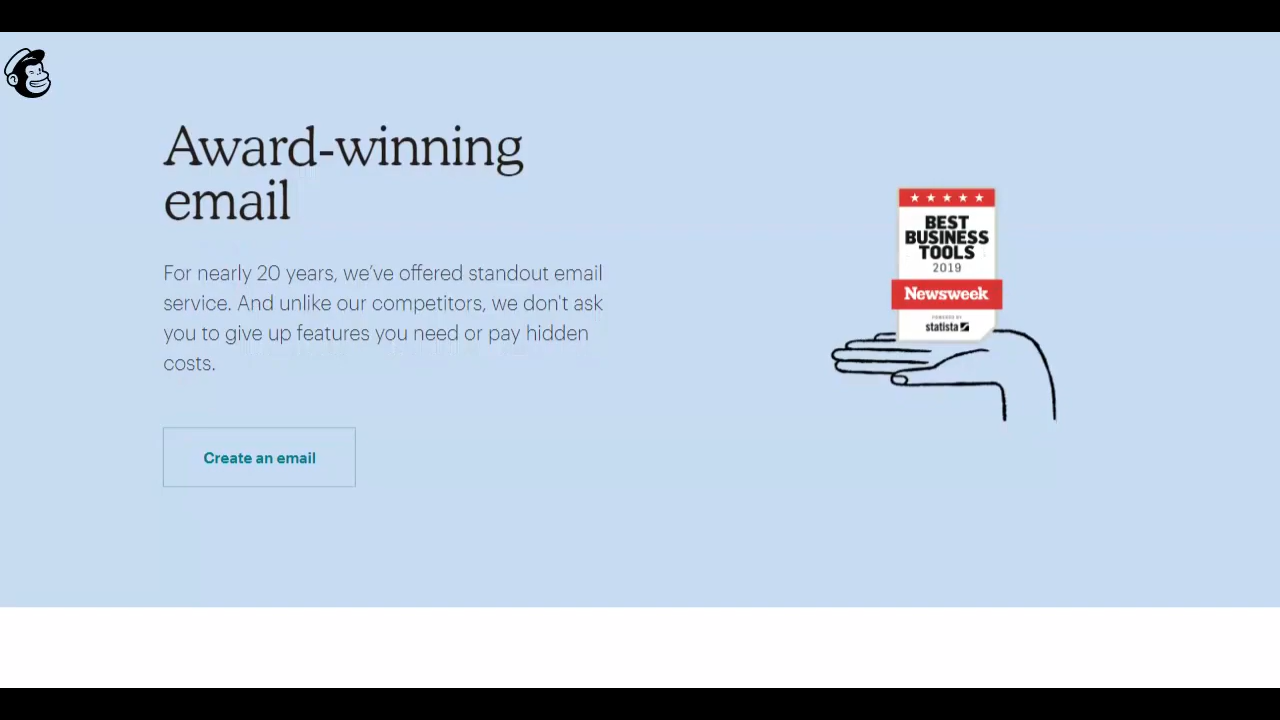 Award-winning
email
For nearly 20 years, we’ve offered standout email
service. And unlike our competitors, we don't ask
you to give up features you need or pay hidden
costs.
Create an email
BEST
BUSINESS
TOOLS
2019
Newsweek
POWERED BY
statista